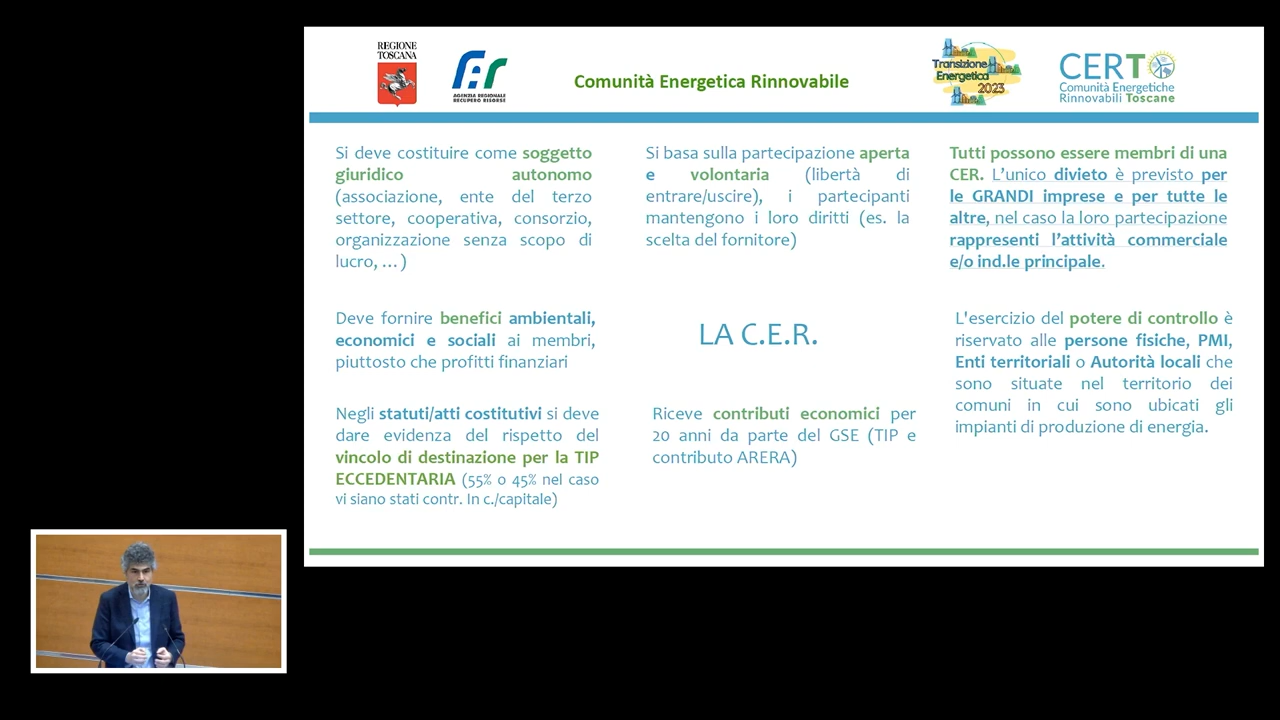 REGIONE
TOSCANA
AGENZIA REGIONALE
RECUPERO RISORSE
Comunità Energetica Rinnovabile
Transizione
Energetica
2023
CERT
Comunità Energetiche
Rinnovabili Toscane
Si deve costituire come soggetto
giuridico autonomo
(associazione, ente del terzo
settore, cooperativa, consorzio,
organizzazione senza scopo di
lucro, …)
Si basa sulla partecipazione aperta
e volontaria (libertà di
entrare/uscire), i partecipanti
mantengono i loro diritti (es. la
scelta del fornitore)
Tutti possono essere membri di una
CER. L’unico divieto è previsto per
le GRANDI imprese e per tutte le
altre, nel caso la loro partecipazione
rappresenti l’attività commerciale
e/o ind.le principale.
Deve fornire benefici ambientali,
economici e sociali ai membri,
piuttosto che profitti finanziari
LA C.E.R.
L'esercizio del potere di controllo è
riservato alle persone fisiche, PMI,
Enti territoriali o Autorità locali che
sono situate nel territorio dei
comuni in cui sono ubicati gli
impianti di produzione di energia.
Negli statuti/atti costitutivi si deve
dare evidenza del rispetto del
vincolo di destinazione per la TIP
ECCEDENTARIA (55% o 45% nel caso
vi siano stati contr. In c./capitale)
Riceve contributi economici per
20 anni da parte del GSE (TIP e
contributo ARERA)